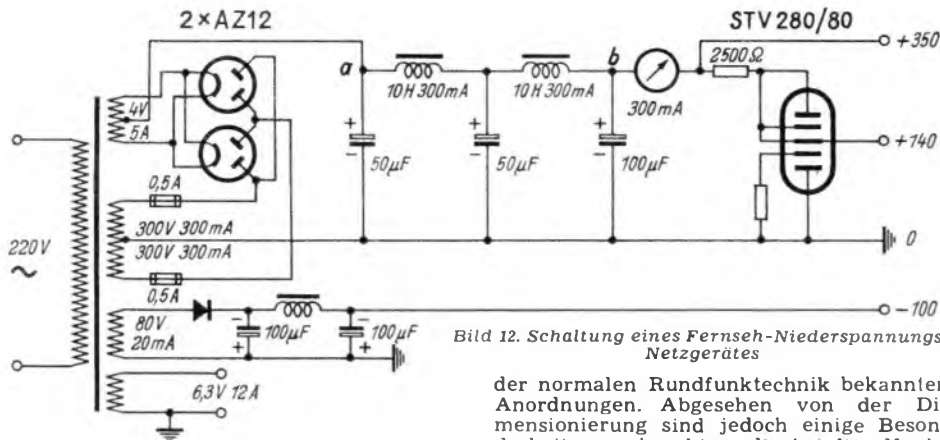 2 × AZ12
STV 280/80
+350
a
b
2500Ω
10H 300mA
10H 300mA
300mA
4V
5A
+
-
50µF
+
-
50µF
+
-
100µF
+140
0,5A
300V 300mA
300V 300mA
0
220V
~
0,5A
80V
20mA
-
+
100µF
-
+
100µF
-100
6,3V 12A
Bild 12. Schaltung eines Fernseh-Niederspannungs
Netzgerätes
der normalen Rundfunktechnik bekannten
Anordnungen. Abgesehen von der Di
mensionierung sind jedoch einige Beson